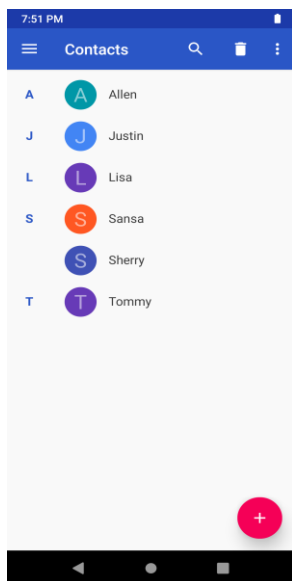 7:51 PM
Contacts
A A Allen
J J Justin
L L Lisa
S S Sansa
S Sherry
T T Tommy
+